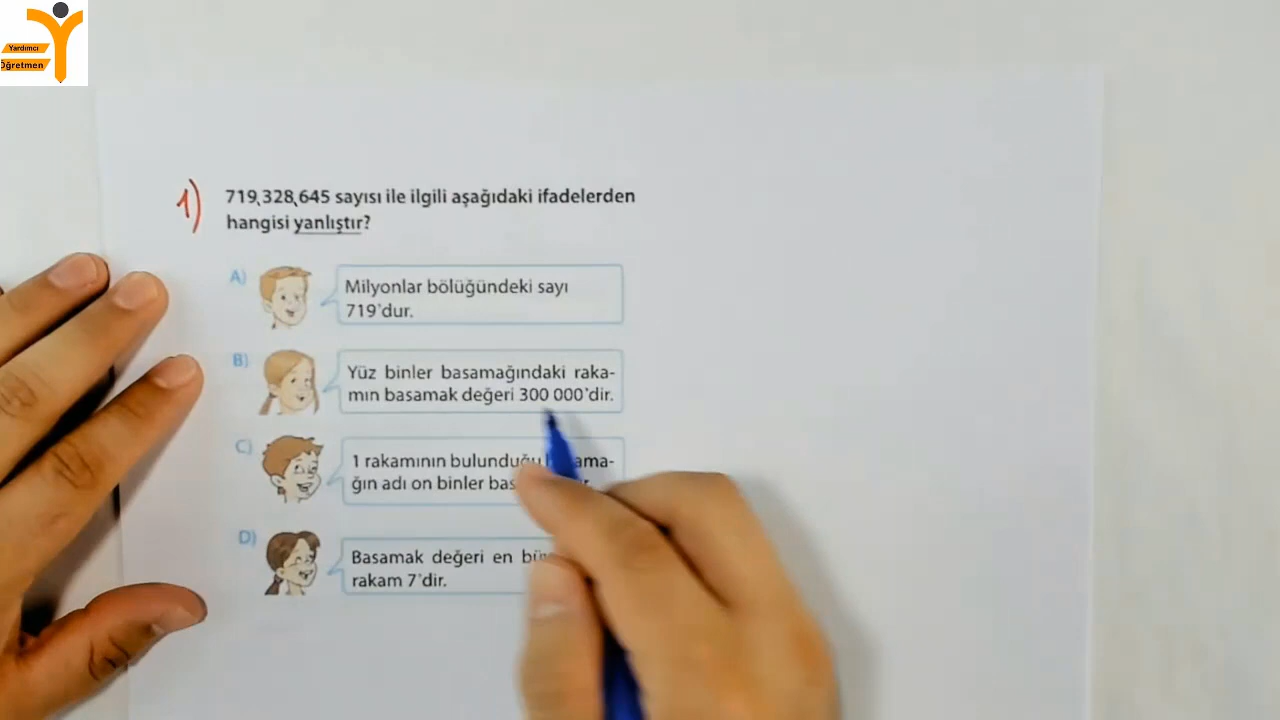 Yardımcı
Öğretmen
1) 719,328,645 sayısı ile ilgili aşağıdaki ifadelerden
hangisi yanlıştır?
A) Milyonlar bölüğündeki sayı
719'dur.
B) Yüz binler basamağındaki raka-
mın basamak değeri 300 000'dir.
C) 1 rakamının bulunduğu
ğın adı on binler
D) Basamak değeri en
rakam 7'dir.